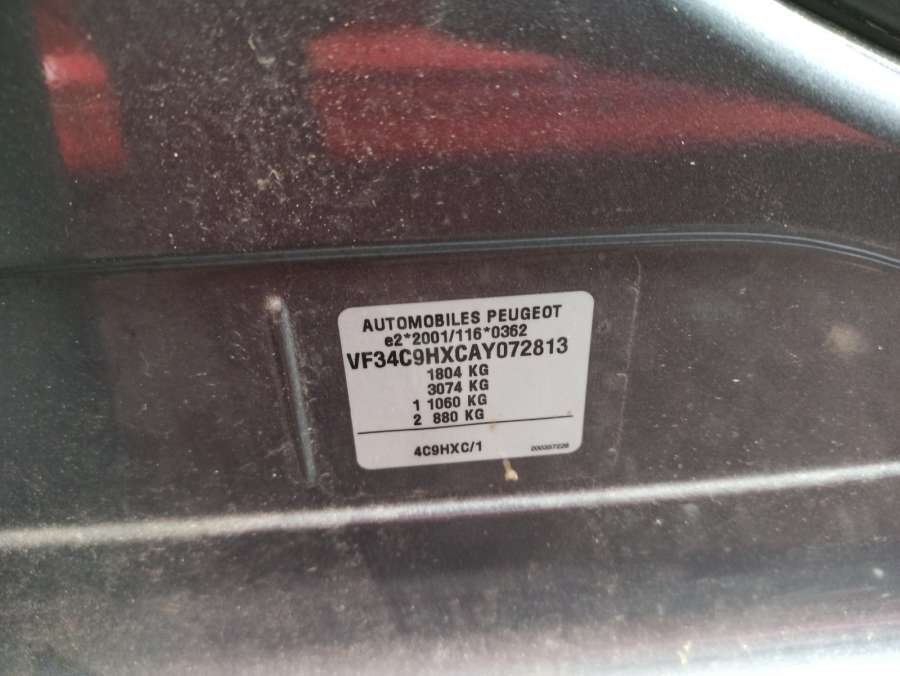 AUTOMOBILES PEUGEOT
e2*2001/116*0362
VF34C9HXCAY072813
1804 KG
3074 KG
1 1060 KG
2 880 KG
4C9HXC/1